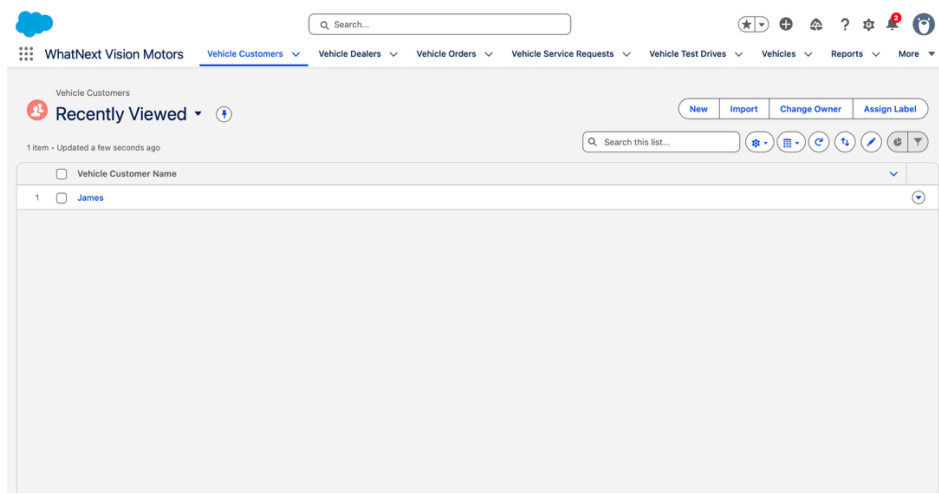 Search...
2
WhatNext Vision Motors Vehicle Customers Vehicle Dealers Vehicle Orders Vehicle Service Requests Vehicle Test Drives Vehicles Reports More
Vehicle Customers
Recently Viewed
New Import Change Owner Assign Label
1 item • Updated a few seconds ago
Search this list...
Vehicle Customer Name
1 James